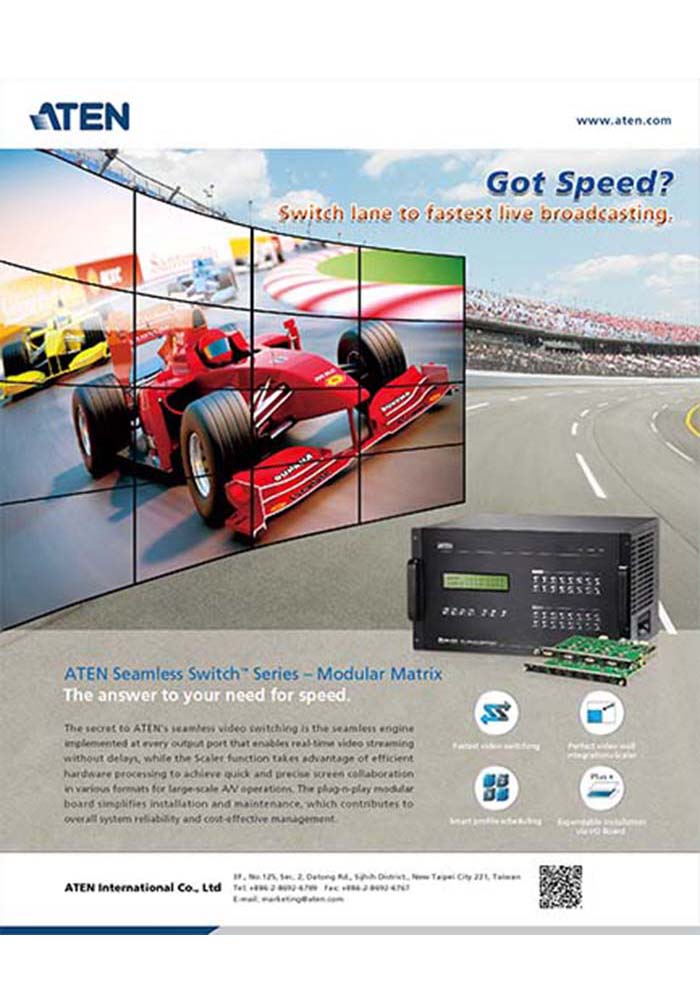 ATEN
www.aten.com
Got Speed?
Switch lane to fastest live broadcasting.
BURKHA
ATEN
ATEN Seamless Switch™ Series – Modular Matrix
The answer to your need for speed.
The secret to ATEN's seamless video switching is the seamless engine
implemented at every output port that enables real-time video streaming
without delays, while the Scaler function takes advantage of efficient
hardware processing to achieve quick and precise screen collaboration
in various formats for large-scale A/V operations. The plug-n-play modular
board simplifies installation and maintenance, which contributes to
overall system reliability and cost-effective management.
Fastest video switching
Perfect video wall
integration/scaler
Smart profile scheduling
Plus +
Expandable installation
via I/O Board
ATEN International Co., Ltd
3F., No.125, Sec. 2, Datong Rd., Sijhih District., New Taipei City 221, Taiwan
Tel: +886-2-8692-6789 Fax: +886-2-8692-6767
E-mail: marketing@aten.com